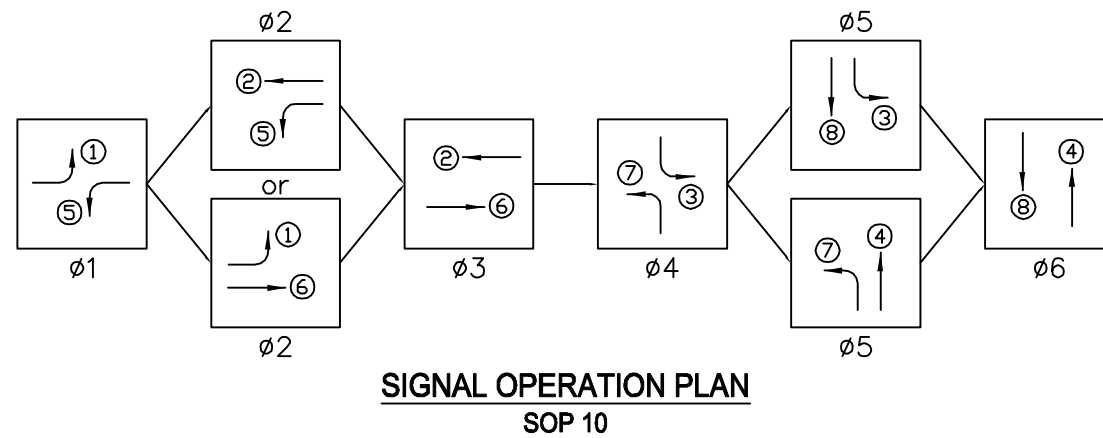 ø2
② ⑤
① ⑤
ø1
or
① ⑥
ø2
② ⑥
ø3
⑦ ③
ø4
ø5
⑧ ③
⑦ ④
ø5
④ ⑧
ø6
SIGNAL OPERATION PLAN
SOP 10